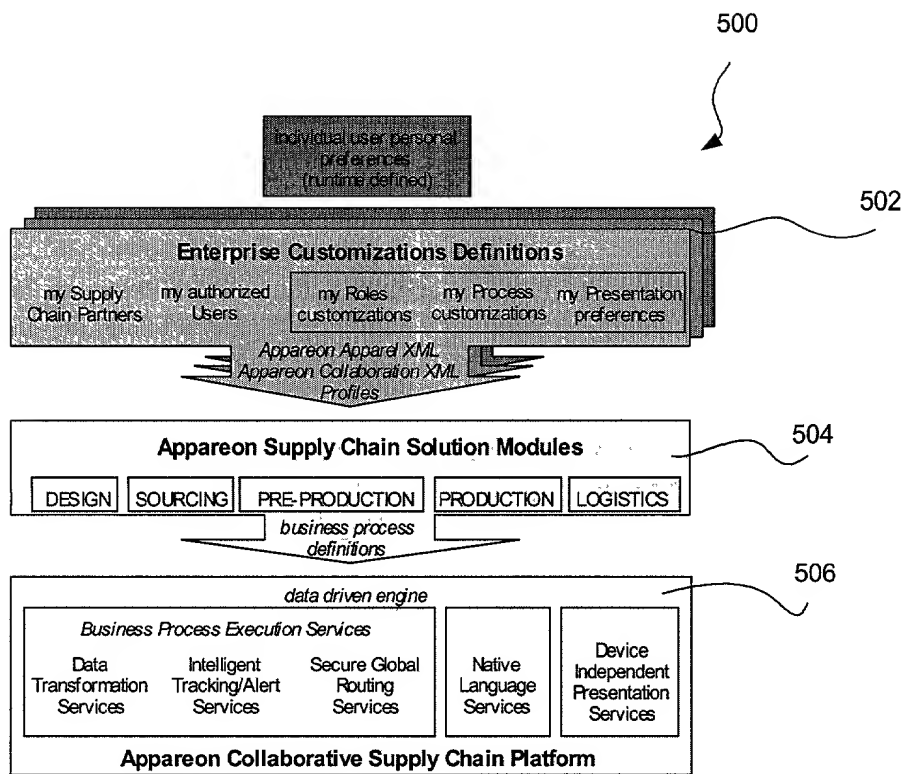 500
individual user personal
preferences
(runtime defined)
502
Enterprise Customizations Definitions
my Supply
Chain Partners
my authorized
Users
my Roles
customizations
my Process
customizations
my Presentation
preferences
Appareon Apparel XML
Appareon Collaboration XML
Profiles
504
Appareon Supply Chain Solution Modules
DESIGN
SOURCING
PRE-PRODUCTION
PRODUCTION
LOGISTICS
business process
definitions
506
data driven engine
Business Process Execution Services
Data
Transformation
Services
Intelligent
Tracking/Alert
Services
Secure Global
Routing
Services
Native
Language
Services
Device
Independent
Presentation
Services
Appareon Collaborative Supply Chain Platform